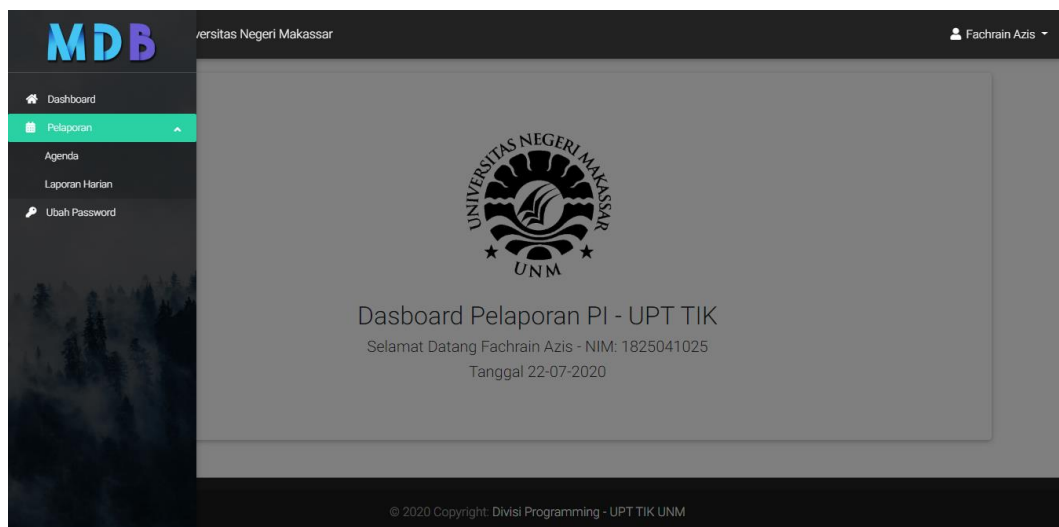 MDB
versitas Negeri Makassar
Fachrain Azis
Dashboard
Pelaporan
Agenda
Laporan Harian
Ubah Password
UNIVERSITAS NEGERI MAKASSAR
UNM
Dasboard Pelaporan PI - UPT TIK
Selamat Datang Fachrain Azis - NIM: 1825041025
Tanggal 22-07-2020
© 2020 Copyright: Divisi Programming - UPT TIK UNM